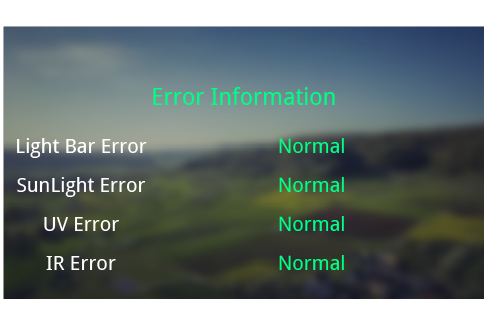 Error Information
Light Bar Error Normal
SunLight Error Normal
UV Error Normal
IR Error Normal